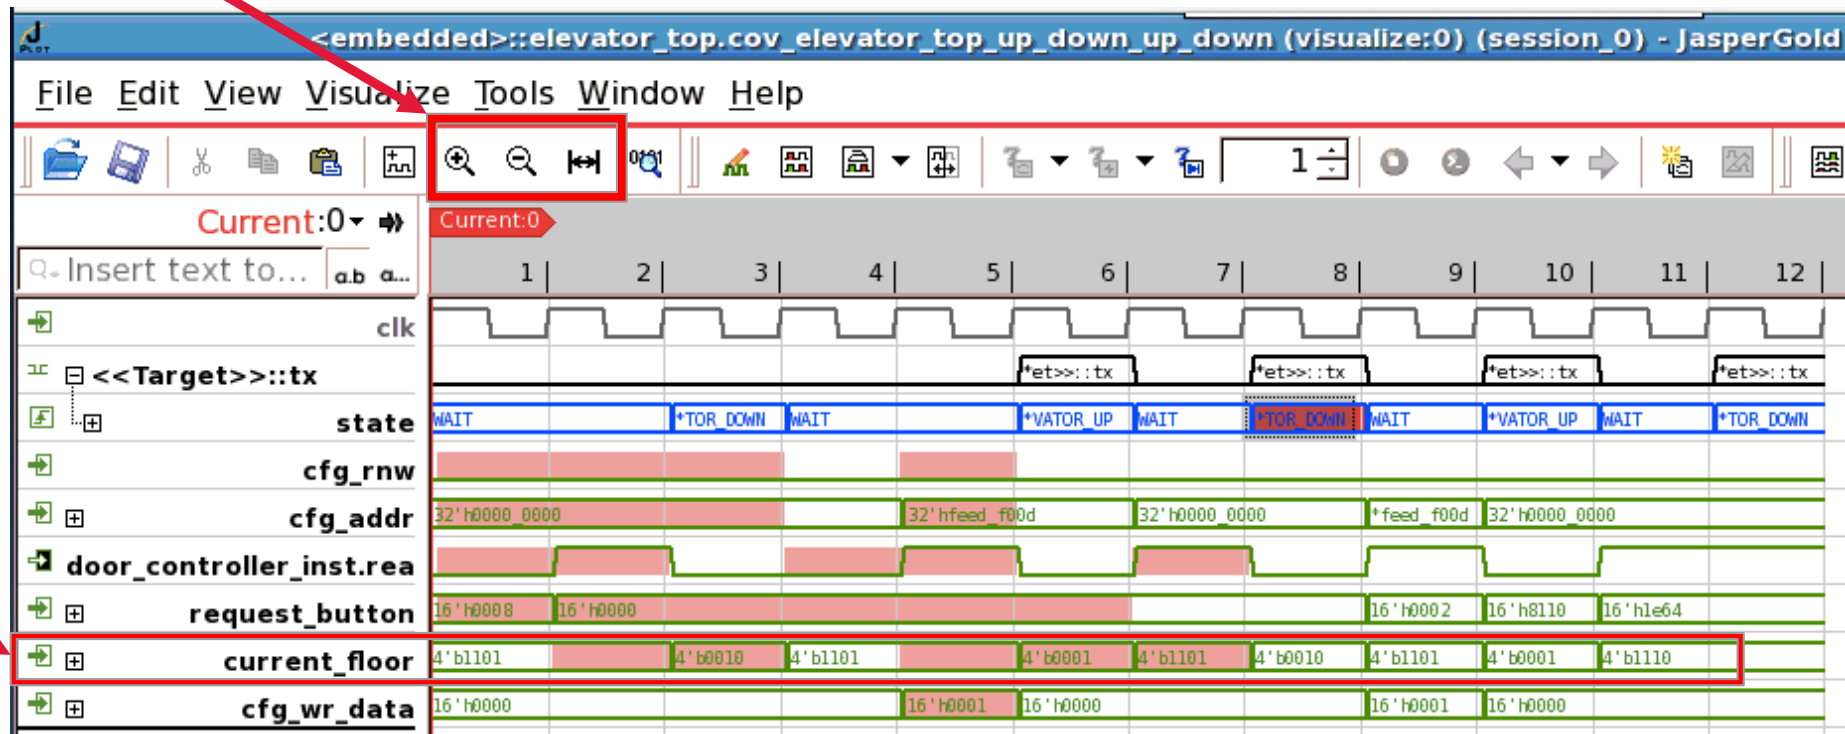 <embedded>::elevator_top.cov_elevator_top_up_down_up_down (visualize:0) (session_0) - JasperGold
PLOT
File Edit View Visualize Tools Window Help
1
Current:0
Current:0
Insert text to... a.b a...
1 2 3 4 5 6 7 8 9 10 11 12
clk
<<Target>>::tx *et>>::tx *et>>::tx *et>>::tx *et>>::tx
state WAIT *TOR_DOWN WAIT *VATOR_UP WAIT *TOR_DOWN WAIT *VATOR_UP WAIT *TOR_DOWN
cfg_rnw
cfg_addr 32'h0000_0000 32'hfeed_f00d 32'h0000_0000 *feed_f00d 32'h0000_0000
door_controller_inst.rea
request_button 16'h0008 16'h0000 16'h0002 16'h8110 16'h1e64
current_floor 4'b1101 4'b0010 4'b1101 4'b0001 4'b1101 4'b0010 4'b1101 4'b0001 4'b1110
cfg_wr_data 16'h0000 16'h0001 16'h0000 16'h0001 16'h0000